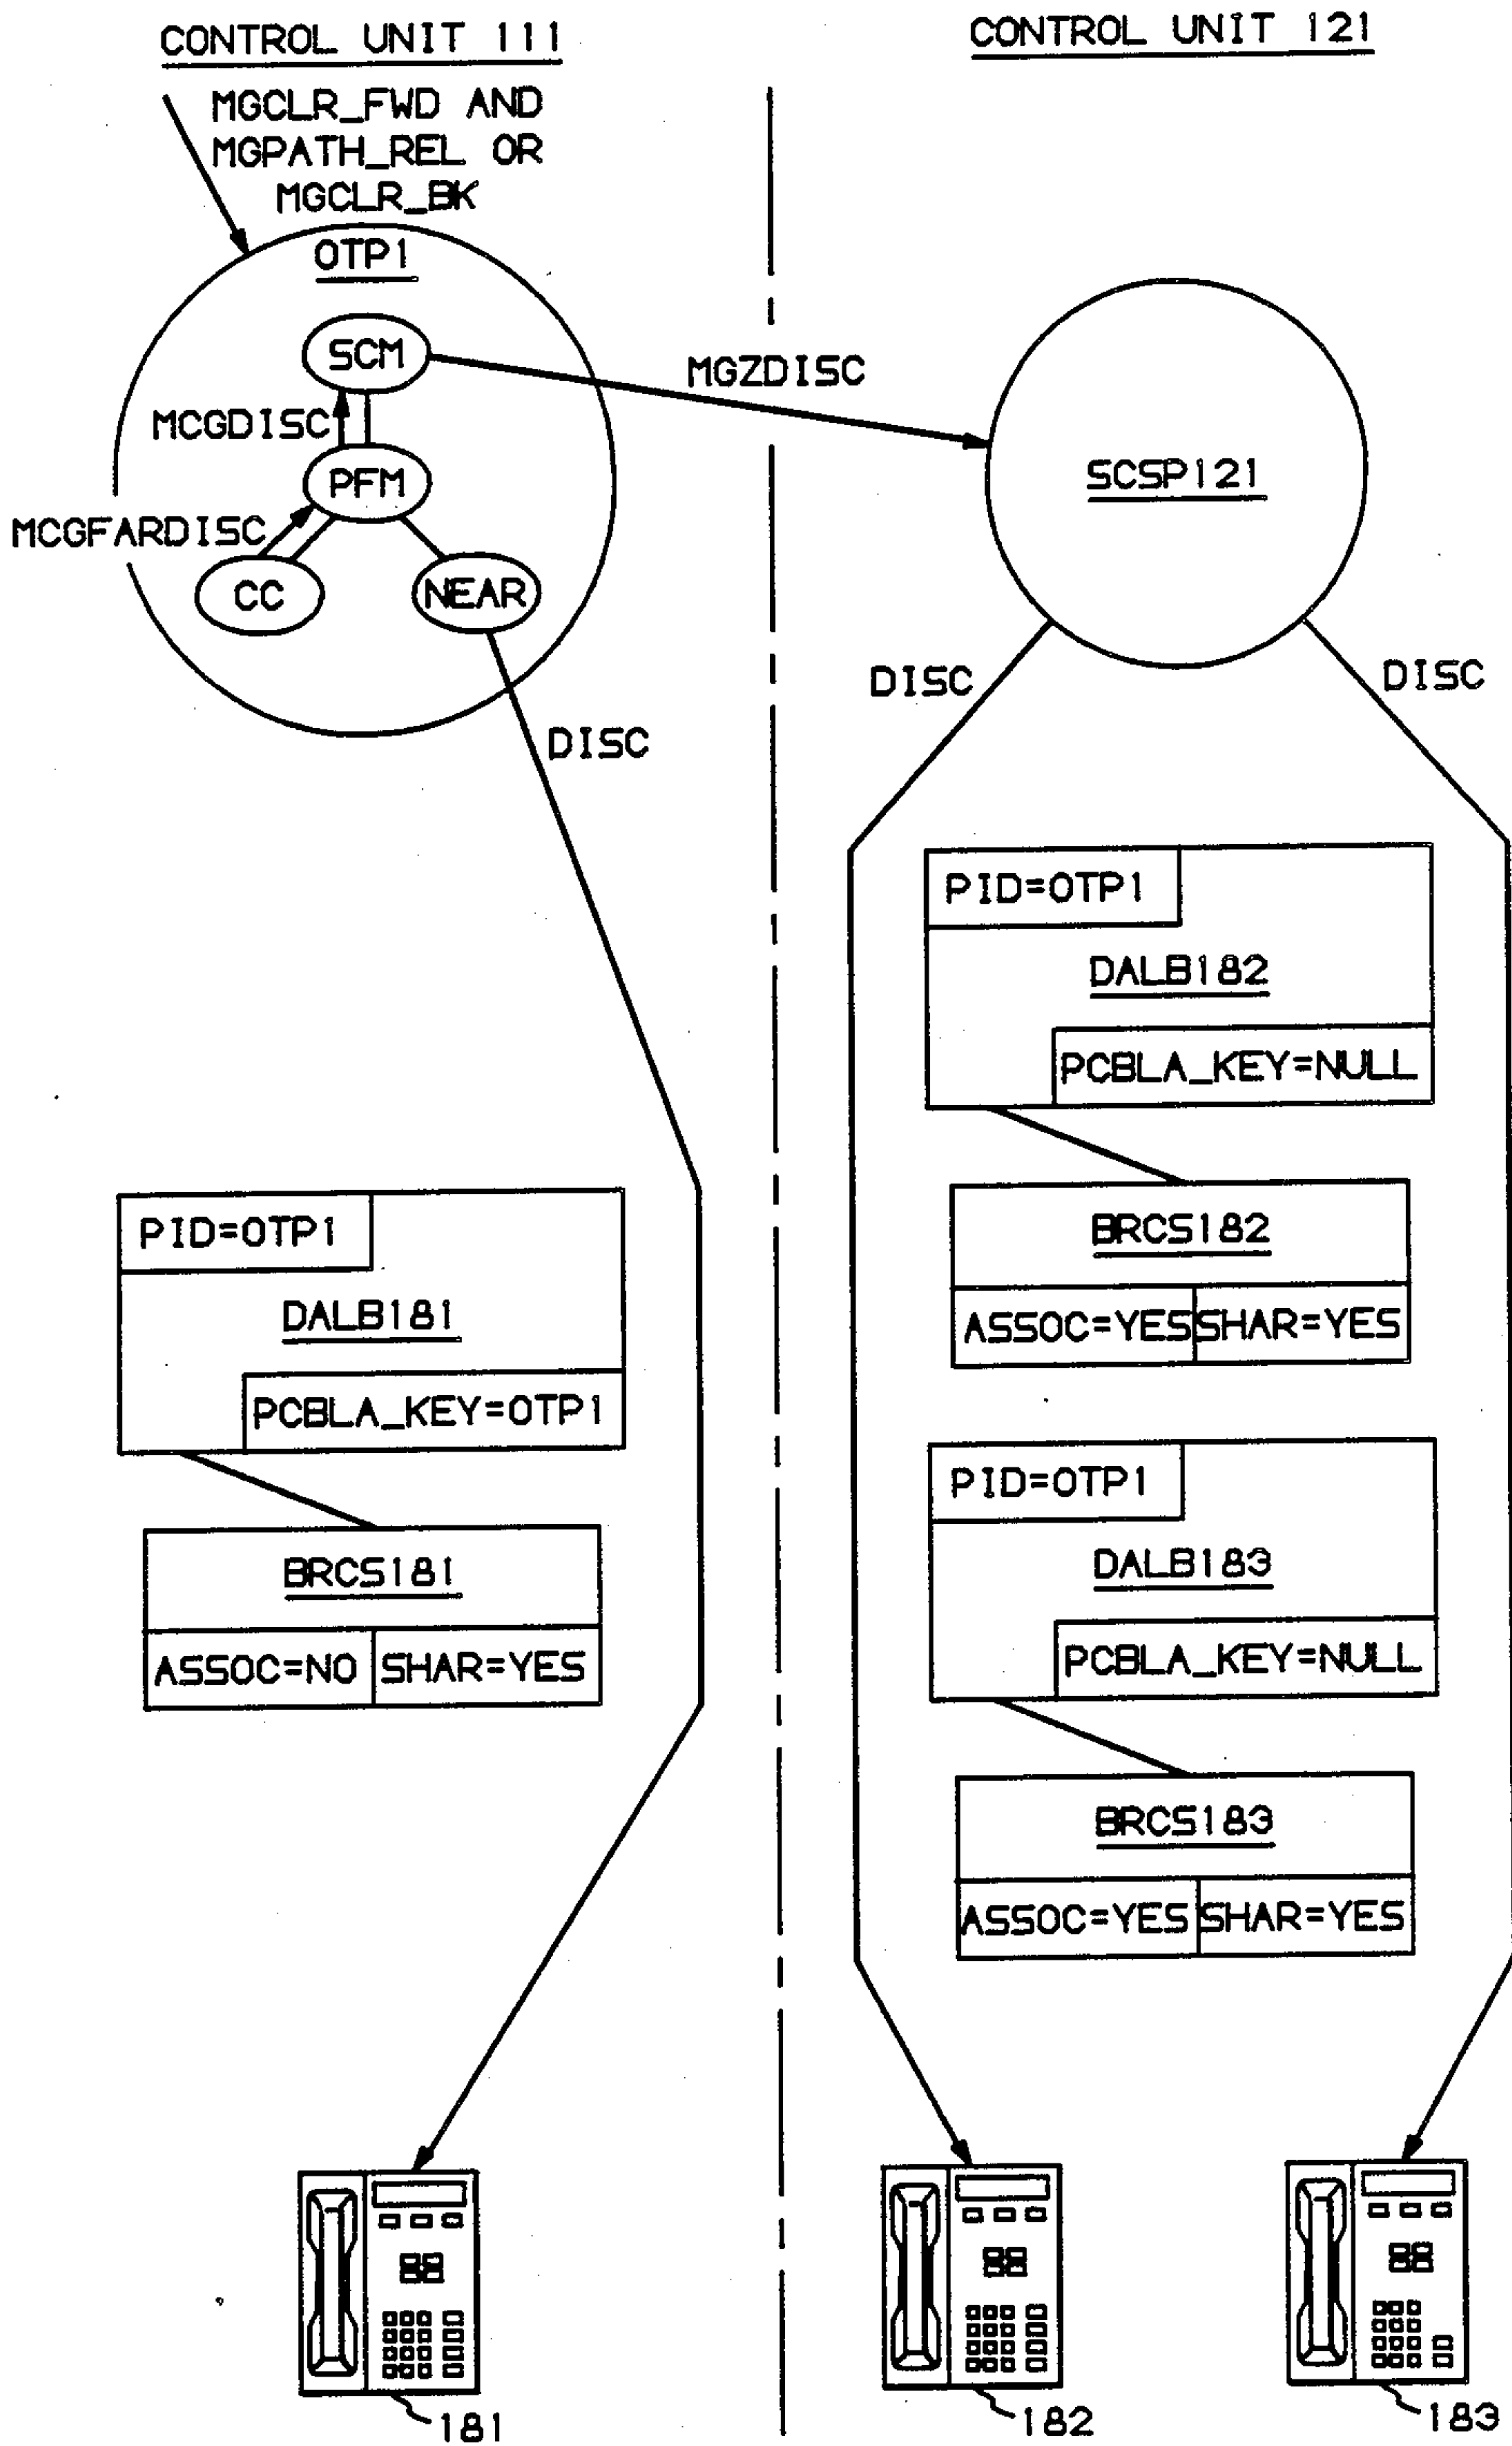 CONTROL UNIT 111
CONTROL UNIT 121
MGCLR_FWD AND
MGPATH_REL OR
MGCLR_BK
OTP1
SCM
MCGDISC
PFM
MCGFARDISC
CC
NEAR
MGZDISC
SCSP121
DISC
DISC
DISC
PID=OTP1
DALB182
PCBLA_KEY=NULL
BRCS182
ASSOC=YES
SHAR=YES
PID=OTP1
DALB181
PCBLA_KEY=OTP1
BRCS181
ASSOC=NO
SHAR=YES
PID=OTP1
DALB183
PCBLA_KEY=NULL
BRCS183
ASSOC=YES
SHAR=YES
181
182
183